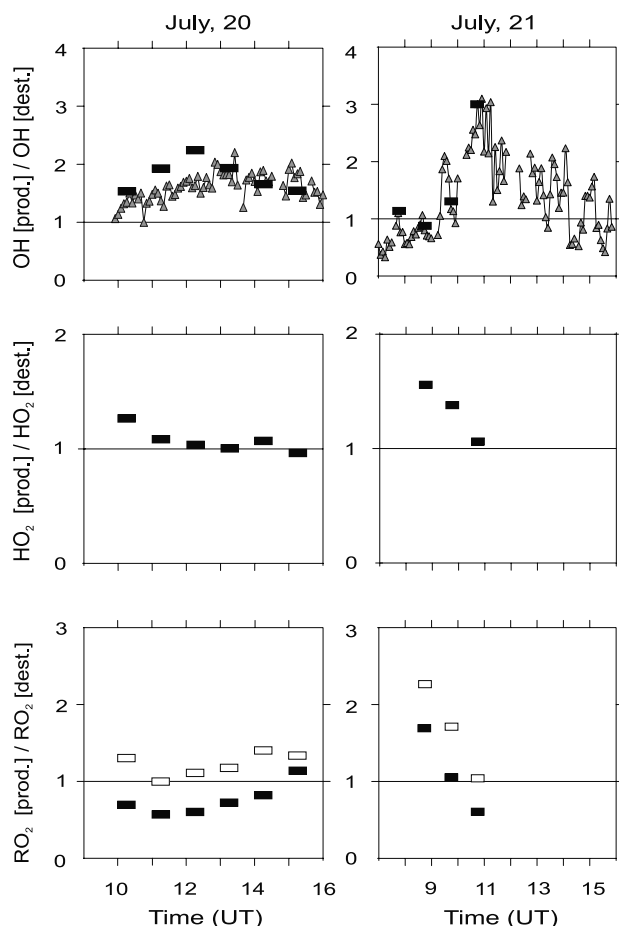 July, 20
July, 21
OH [prod.] / OH [dest.]
4
3
2
1
0
4
3
2
1
0
HO₂ [prod.] / HO₂ [dest.]
2
1
0
2
1
0
RO₂ [prod.] / RO₂ [dest.]
3
2
1
0
3
2
1
0
10 12 14 16
9 11 13 15
Time (UT)
Time (UT)